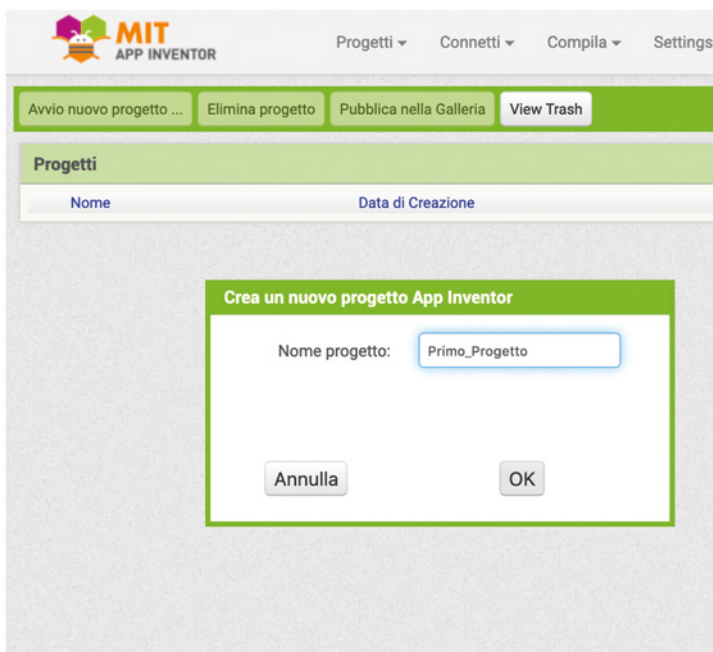 MIT
APP INVENTOR
Progetti Connetti Compila Settings
Avvio nuovo progetto ... Elimina progetto Pubblica nella Galleria View Trash
Progetti
Nome Data di Creazione
Crea un nuovo progetto App Inventor
Nome progetto: Primo_Progetto
Annulla OK